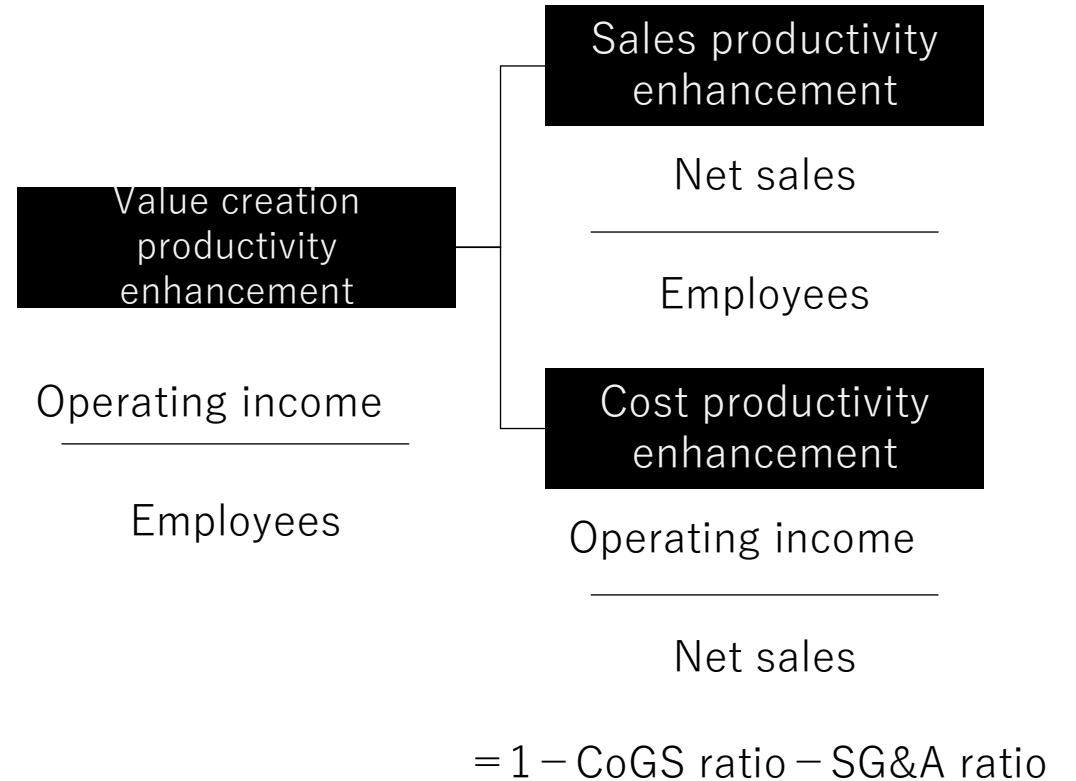 Value creation
productivity
enhancement
Operating income
Employees
Sales productivity
enhancement
Net sales
Employees
Cost productivity
enhancement
Operating income
Net sales
=1-CoGS ratio-SG&A ratio